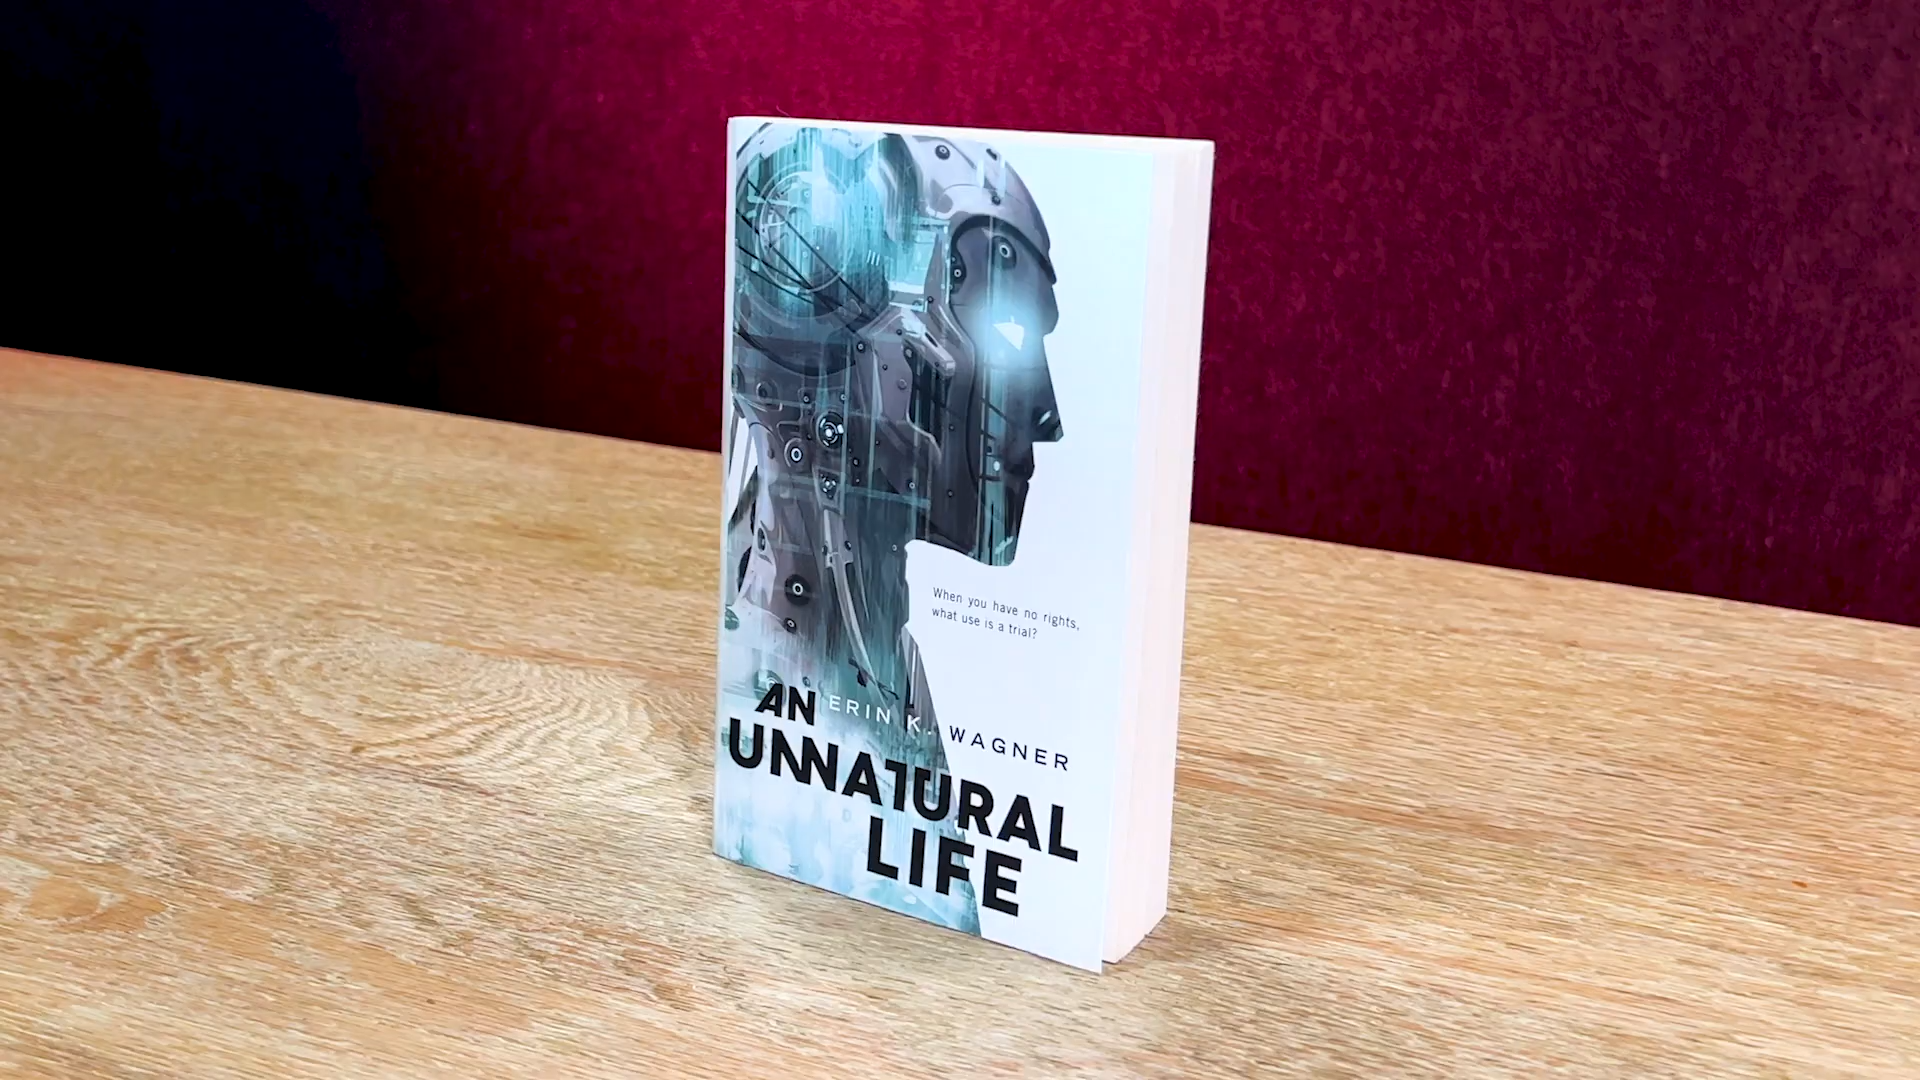 When you have no rights,
what use is a trial?
AN ERIN K. WAGNER
UNNATURAL
LIFE